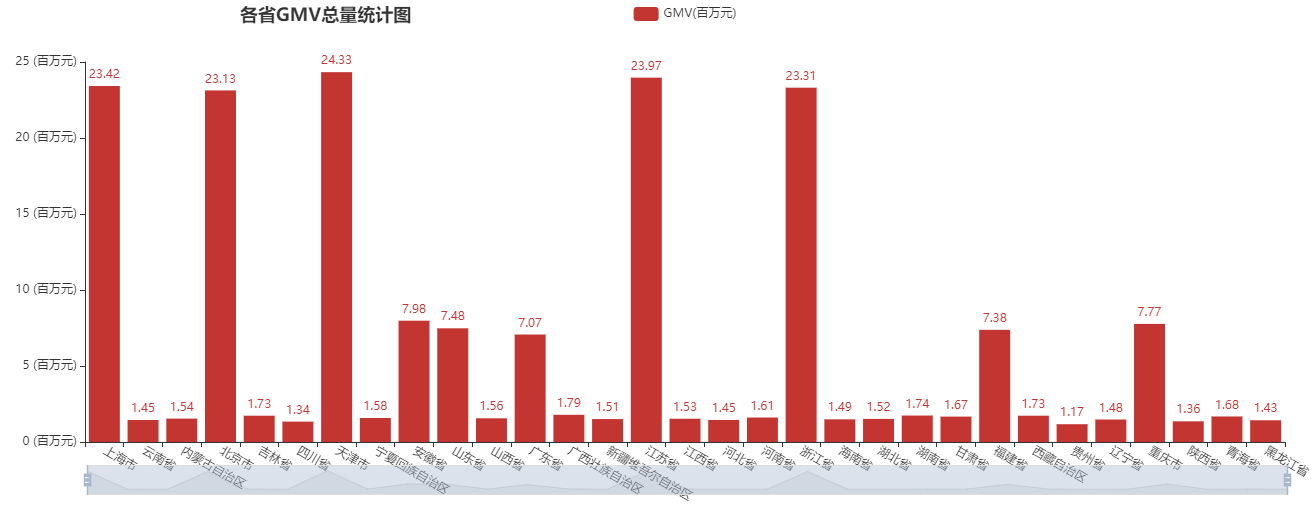 各省GMV总量统计图
GMV(百万元)
25 (百万元)
20 (百万元)
15 (百万元)
10 (百万元)
5 (百万元)
0 (百万元)
23.42
1.45
1.54
23.13
1.73
1.34
24.33
1.58
7.98
7.48
1.56
7.07
1.79
1.51
23.97
1.53
1.45
1.61
23.31
1.49
1.52
1.74
1.67
7.38
1.73
1.17
1.48
7.77
1.36
1.68
1.43
上海市
云南省
内蒙古自治区
北京市
吉林省
四川省
天津市
宁夏回族自治区
安徽省
山东省
山西省
广东省
广西壮族自治区
新疆维吾尔自治区
江苏省
江西省
河北省
河南省
浙江省
海南省
湖北省
湖南省
甘肃省
福建省
西藏自治区
贵州省
辽宁省
重庆市
陕西省
青海省
黑龙江省